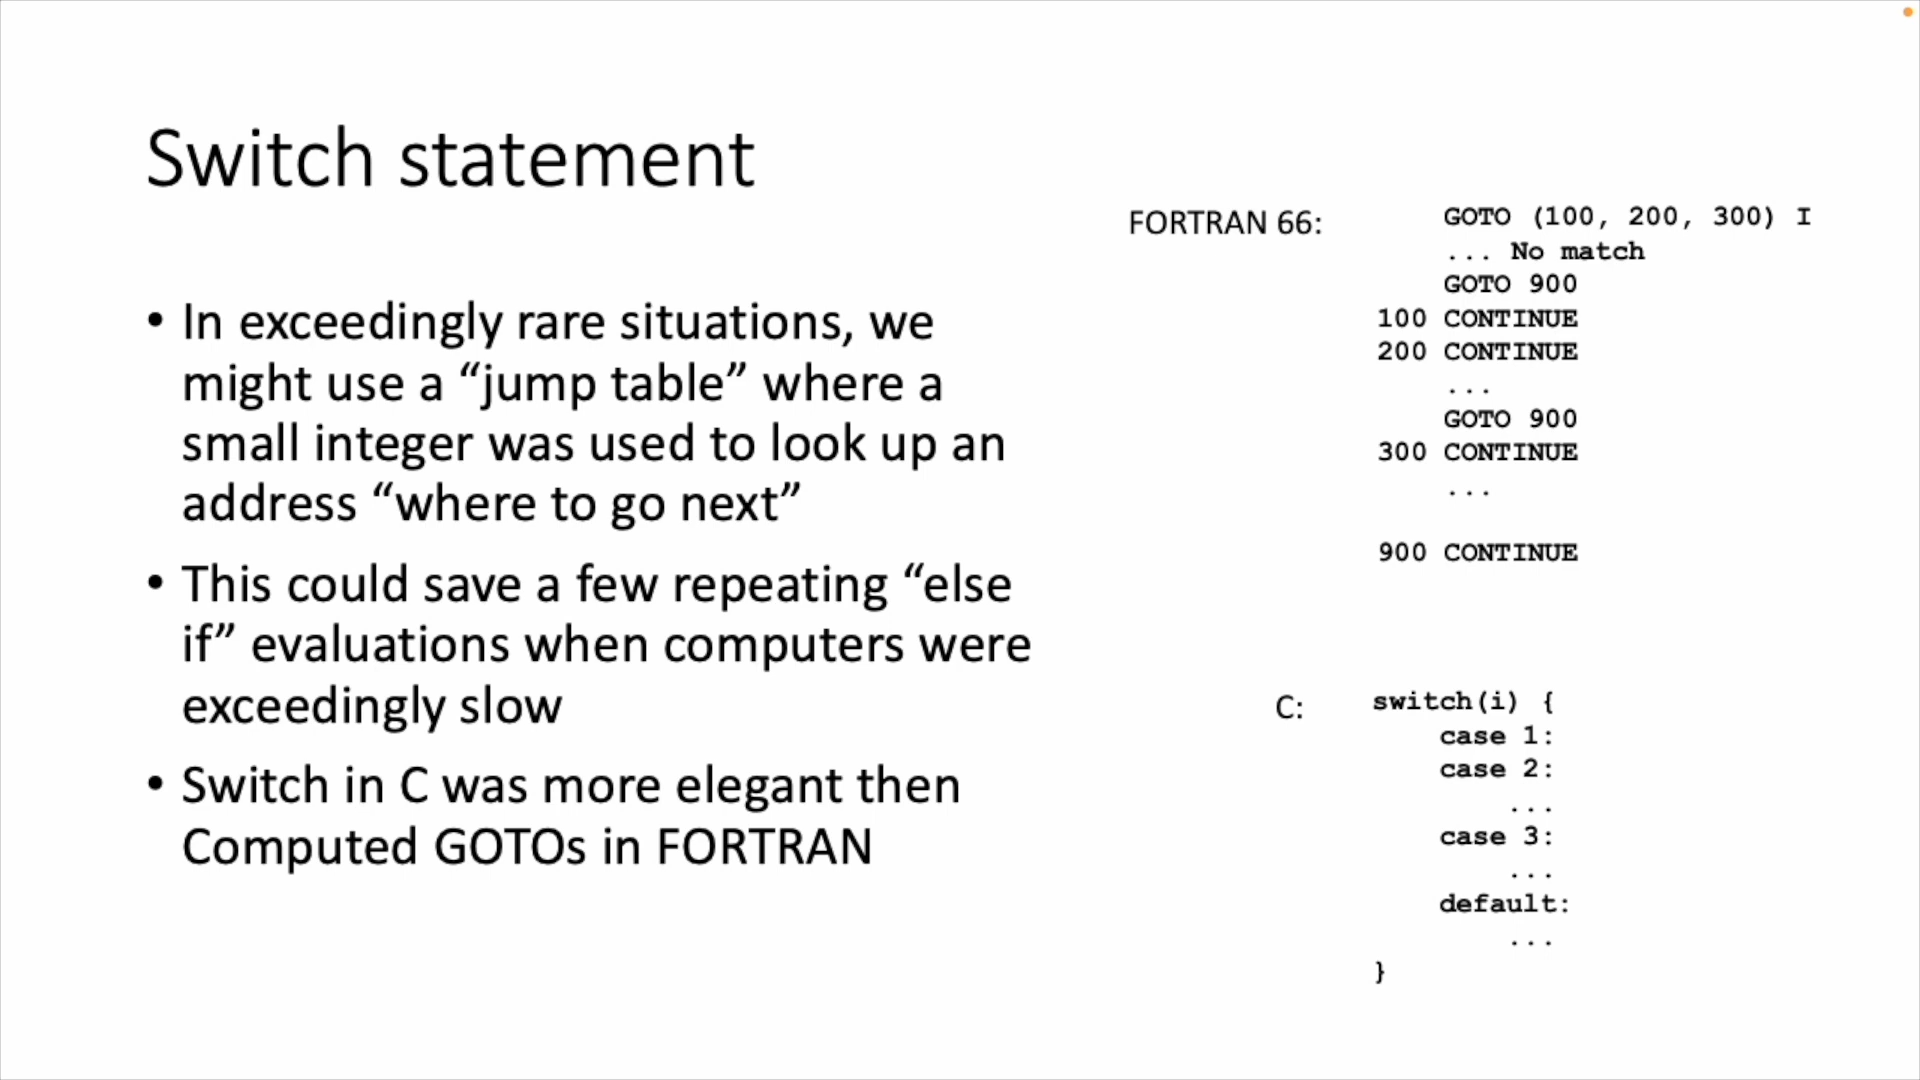 Switch statement
• In exceedingly rare situations, we
might use a “jump table” where a
small integer was used to look up an
address “where to go next”
• This could save a few repeating “else
if” evaluations when computers were
exceedingly slow
• Switch in C was more elegant then
Computed GOTOs in FORTRAN
FORTRAN 66:
GOTO (100, 200, 300) I
... No match
GOTO 900
100 CONTINUE
200 CONTINUE
...
GOTO 900
300 CONTINUE
...
900 CONTINUE
C:
switch(i) {
case 1:
case 2:
...
case 3:
...
default:
...
}